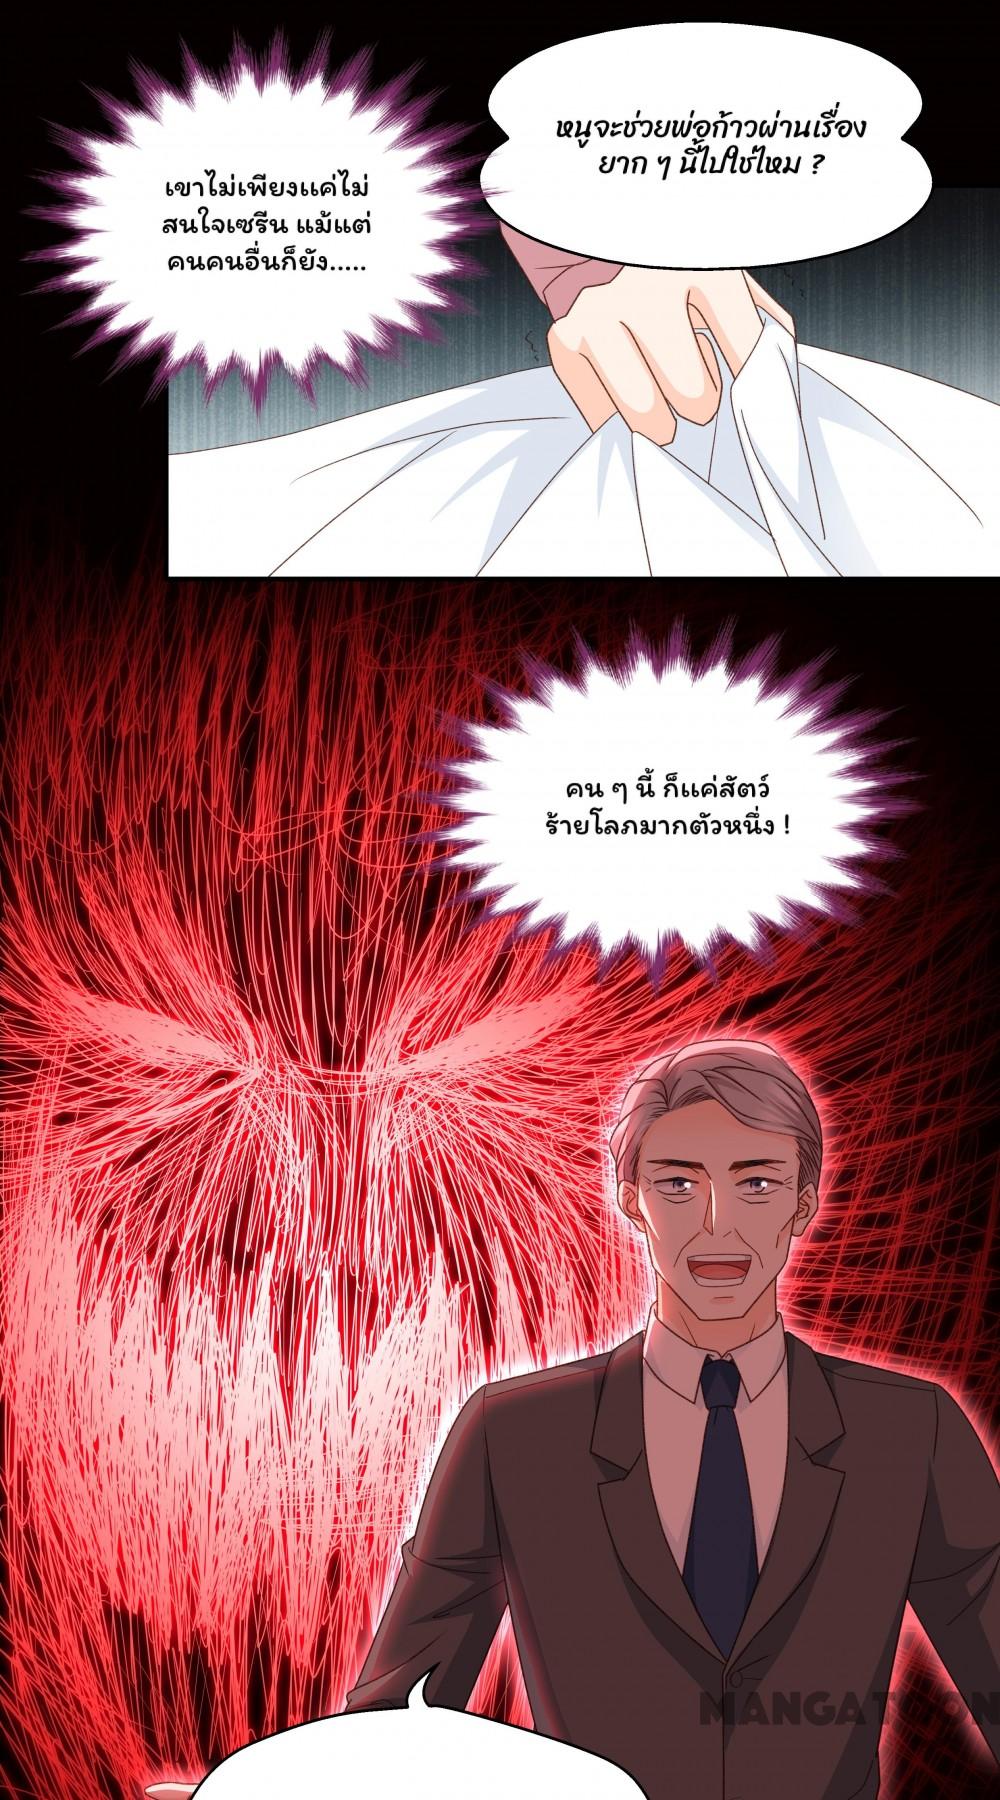 หนูจะช่วยพ่อก้าวผ่านเรื่อง
ยาก ๆ นี้ไปใช่ไหม ?
เขาไม่เพียงแค่ไม่
สนใจเซรีน แม้แต่
คนคนอื่นก็ยัง.....
คน ๆ นี้ ก็แค่สัตว์
ร้ายโลภมากตัวหนึ่ง !
MANGATOON